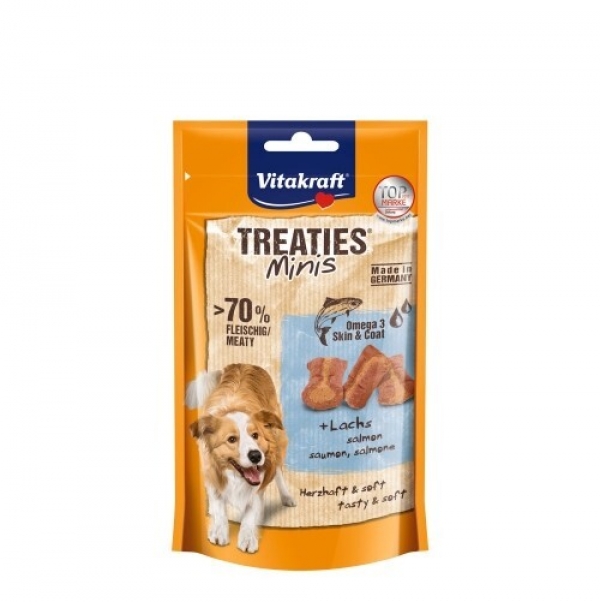 Vitakraft
TOP
MARKE
TREATIES®
Minis
Made in
GERMANY
>70%
FLEISCHIG/
MEATY
Omega 3
Skin & Coat
+Lachs
salmon
saumon, salmone
Herzhaft & soft
tasty & soft